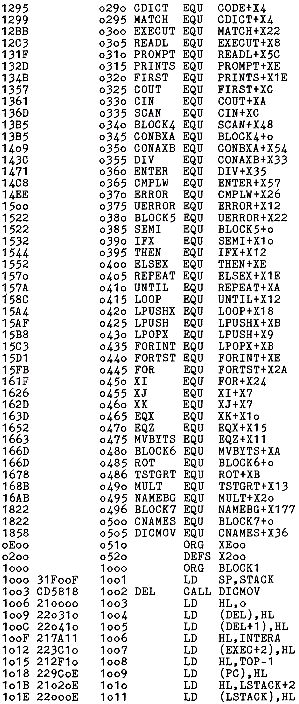 1295 0290 CDICT EQU CODE+X4
1299 0295 MATCH EQU CDICT+X4
12BB 0300 EXECUT EQU MATCH+X22
12C3 0305 READL EQU EXECUT+X8
131F 0310 PROMPT EQU READL+X5C
132D 0315 PRINTS EQU PROMPT+XE
134B 0320 FIRST EQU PRINTS+X1E
1357 0325 COUT EQU FIRST+XC
1361 0330 CIN EQU COUT+XA
136D 0335 SCAN EQU CIN+XC
13B5 0340 BLOCK4 EQU SCAN+X48
13B5 0345 CONBXA EQU BLOCK4+0
1409 0350 CONAXB EQU CONBXA+X54
143C 0355 DIV EQU CONAXB+X33
1471 0360 ENTER EQU DIV+X35
14C8 0365 CMPLW EQU ENTER+X57
14EE 0370 ERROR EQU CMPLW+X26
1500 0375 UERROR EQU ERROR+X12
1522 0380 BLOCK5 EQU UERROR+X22
1522 0385 SEMI EQU BLOCK5+0
1532 0390 IFX EQU SEMI+X10
1544 0395 THEN EQU IFX+X12
1552 0400 ELSEX EQU THEN+XE
1570 0405 REPEAT EQU ELSEX+X1E
157A 0410 UNTIL EQU REPEAT+XA
158C 0415 LOOP EQU UNTIL+X12
15A4 0420 LPUSHX EQU LOOP+X18
15AF 0425 LPUSH EQU LPUSHX+XB
15B8 0430 LPOPX EQU LPUSH+X9
15C3 0435 FORINT EQU LPOPX+XB
15D1 0440 FORTST EQU FORINT+XE
15FB 0445 FOR EQU FORTST+X2A
161F 0450 XI EQU FOR+X24
1626 0455 XJ EQU XI+X7
162D 0460 XK EQU XJ+X7
163D 0465 EQX EQU XK+X10
1652 0470 EQZ EQU EQX+X15
1663 0475 MVBYTS EQU EQZ+X11
166D 0480 BLOCK6 EQU MVBYTS+XA
166D 0485 ROT EQU BLOCK6+0
1678 0486 TSTGRT EQU ROT+XB
168B 0490 MULT EQU TSTGRT+X13
16AB 0495 NAMEBG EQU MULT+X20
1822 0496 BLOCK7 EQU NAMEBG+X177
1822 0500 CNAMES EQU BLOCK7+0
1858 0505 DICMOV EQU CNAMES+X36
0E00 0510 ORG XE00
0200 0520 DEFS X200
1000 1000 ORG BLOCK1
1000 31F00F 1001 LD SP,STACK
1003 CD5818 1002 DEL CALL DICMOV
1006 210000 1003 LD HL,0
1009 220310 1004 LD (DEL),HL
100C 220410 1005 LD (DEL+1),HL
100F 217A11 1006 LD HL,INTERA
1012 223C10 1007 LD (EXEC+2),HL
1015 212F10 1008 LD HL,TOP-1
1018 229C0E 1009 LD (PC),HL
101B 21020E 1010 LD HL,LSTACK+2
101E 22000E 1011 LD (LSTACK),HL